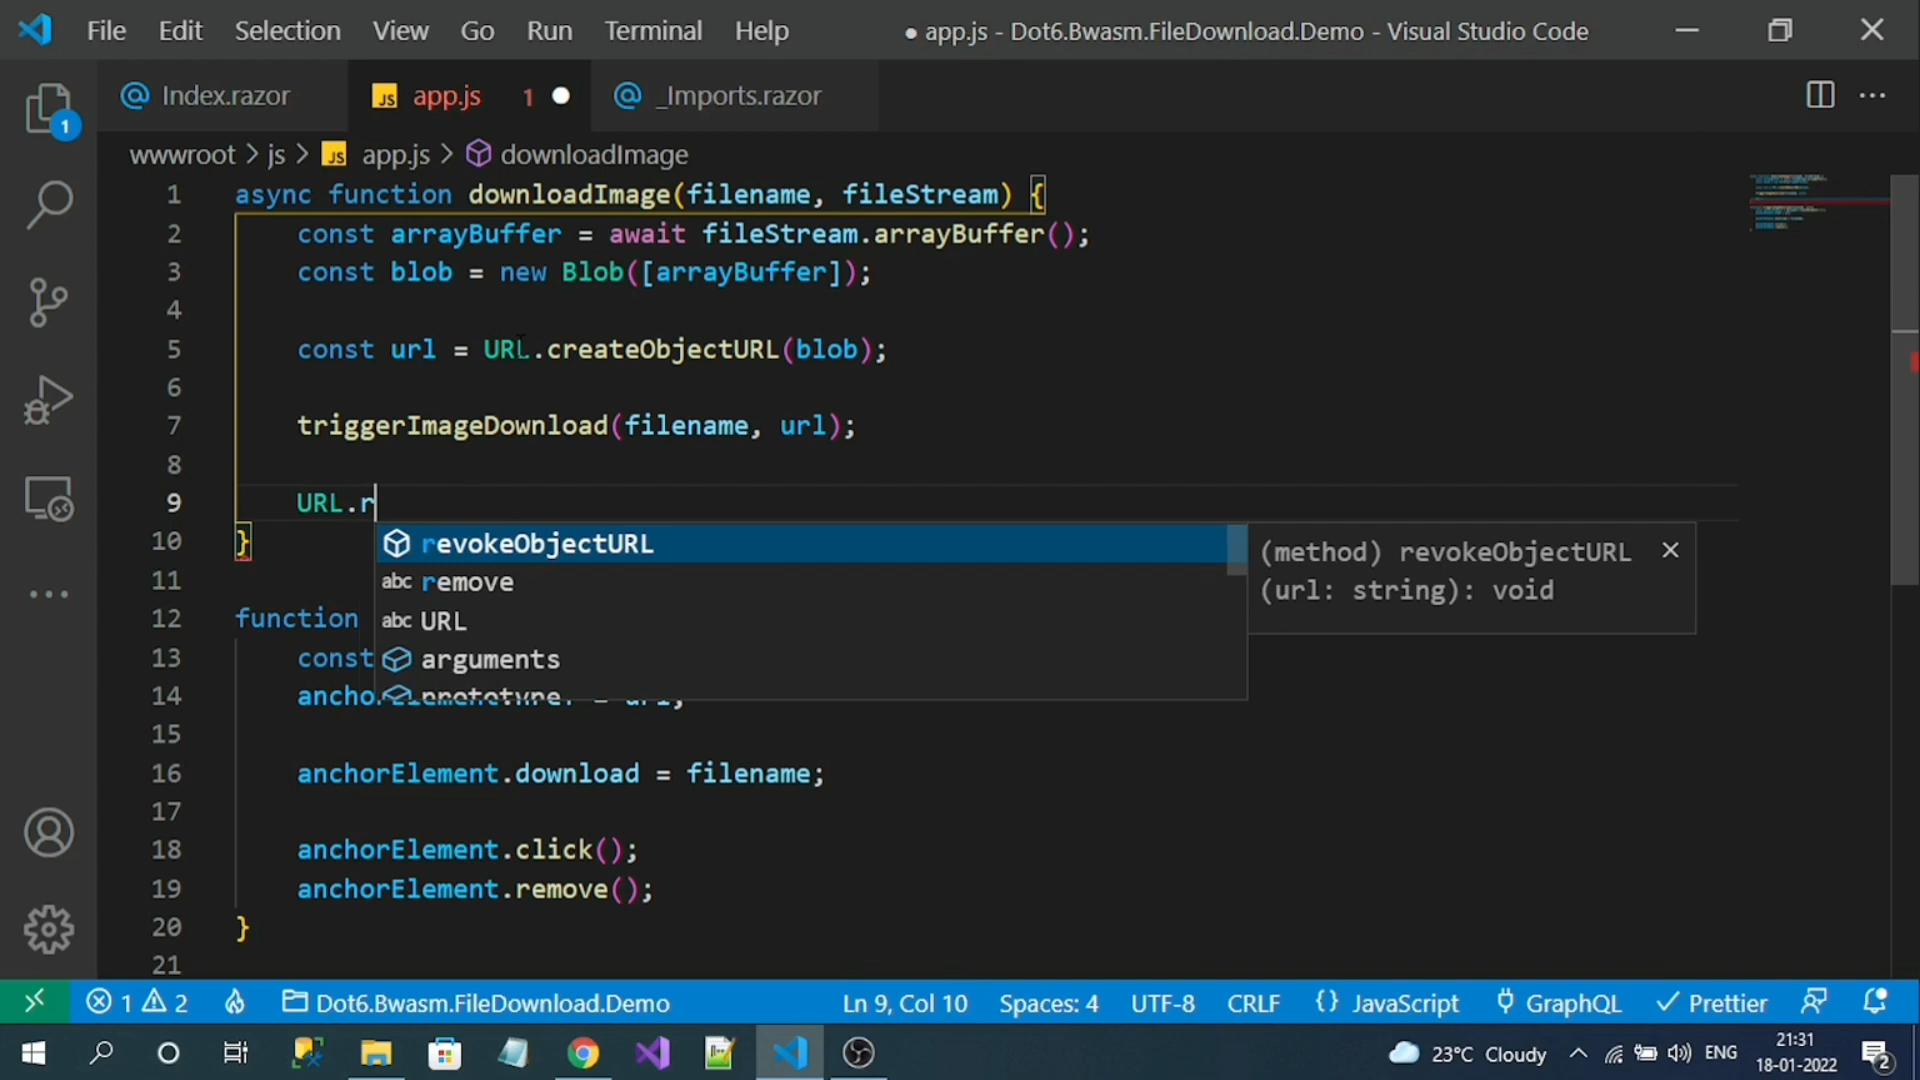 File Edit Selection View Go Run Terminal Help ● app.js - Dot6.Bwasm.FileDownload.Demo - Visual Studio Code
@ Index.razor JS app.js 1 ● @ _Imports.razor
1
wwwroot > js > JS app.js > downloadImage
1 async function downloadImage(filename, fileStream) {
2 const arrayBuffer = await fileStream.arrayBuffer();
3 const blob = new Blob([arrayBuffer]);
4
5 const url = URL.createObjectURL(blob);
6
7 triggerImageDownload(filename, url);
8
9 URL.r
10 }
revokeObjectURL
(method) revokeObjectURL
(url: string): void
abc remove
abc URL
arguments
prototype
11
12 function
13 const
14 anchor
15
16 anchorElement.download = filename;
17
18 anchorElement.click();
19 anchorElement.remove();
20 }
21
1 2 Dot6.Bwasm.FileDownload.Demo Ln 9, Col 10 Spaces: 4 UTF-8 CRLF {} JavaScript GraphQL Prettier
23°C Cloudy ENG 21:31
18-01-2022 2